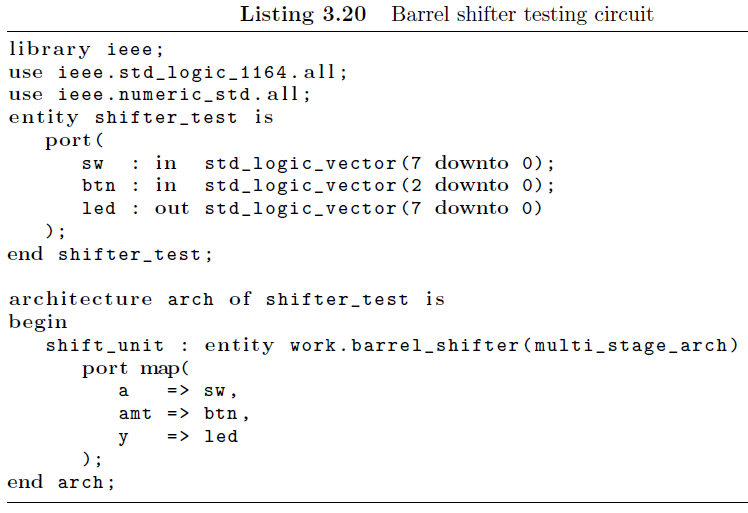 Listing 3.20 Barrel shifter testing circuit
library ieee;
use ieee.std_logic_1164.all;
use ieee.numeric_std.all;
entity shifter_test is
   port(
      sw  : in  std_logic_vector(7 downto 0);
      btn : in  std_logic_vector(2 downto 0);
      led : out std_logic_vector(7 downto 0)
   );
end shifter_test;

architecture arch of shifter_test is
begin
   shift_unit : entity work.barrel_shifter(multi_stage_arch)
      port map(
         a   => sw,
         amt => btn,
         y   => led
      );
end arch;